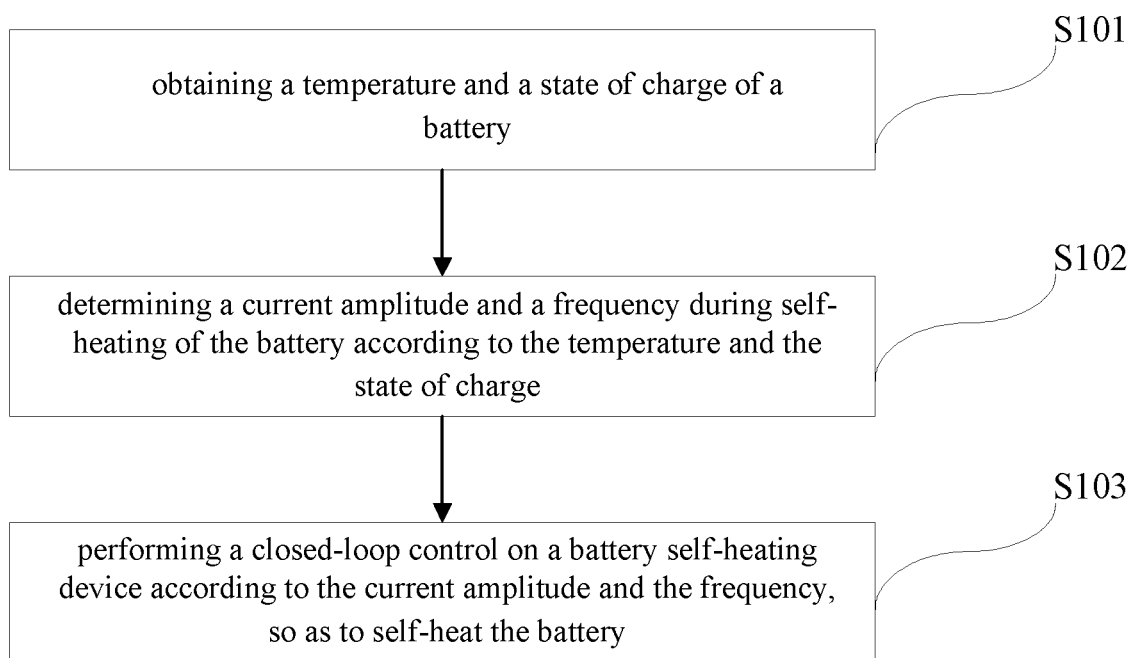 S101
obtaining a temperature and a state of charge of a
battery
S102
determining a current amplitude and a frequency during self-
heating of the battery according to the temperature and the
state of charge
S103
performing a closed-loop control on a battery self-heating
device according to the current amplitude and the frequency,
so as to self-heat the battery